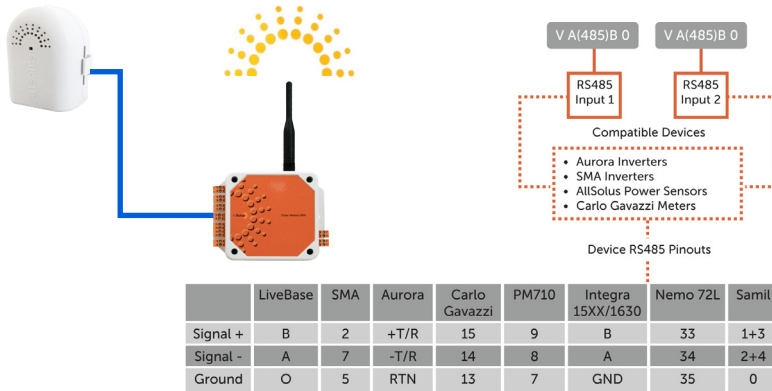 V A(485)B 0
V A(485)B 0
RS485
Input 1
RS485
Input 2
Compatible Devices
• Aurora Inverters
• SMA Inverters
• AllSolus Power Sensors
• Carlo Gavazzi Meters
Device RS485 Pinouts
LiveBase SMA Aurora Carlo Gavazzi PM710 Integra 15XX/1630 Nemo 72L Samil
Signal + B 2 +T/R 15 9 B 33 1+3
Signal - A 7 -T/R 14 8 A 34 2+4
Ground O 5 RTN 13 7 GND 35 0